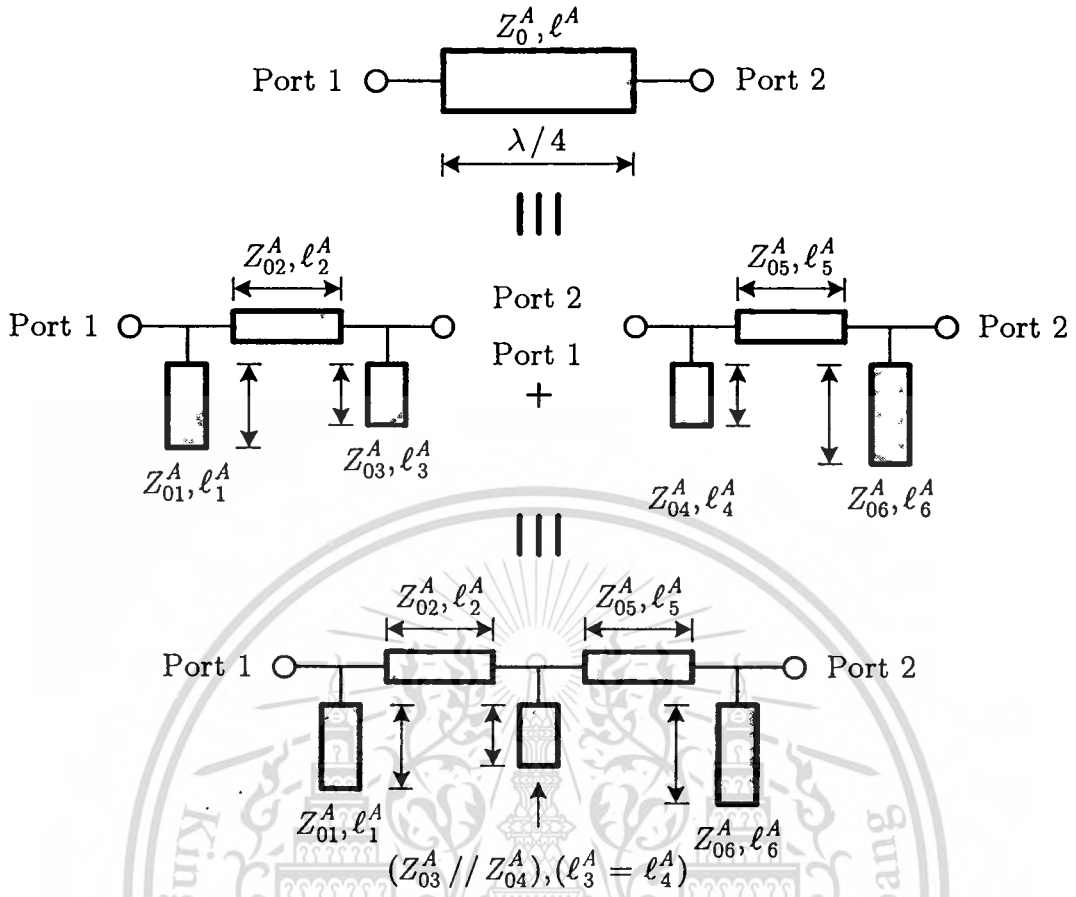 Z_0^A, ℓ^A
Port 1
Port 2
λ/4
Z_{02}^A, ℓ_2^A
Z_{05}^A, ℓ_5^A
Port 1
Port 2
Port 1
+
Port 2
Z_{01}^A, ℓ_1^A
Z_{03}^A, ℓ_3^A
Z_{04}^A, ℓ_4^A
Z_{06}^A, ℓ_6^A
Z_{02}^A, ℓ_2^A
Z_{05}^A, ℓ_5^A
Port 1
Port 2
Z_{01}^A, ℓ_1^A
Z_{06}^A, ℓ_6^A
(Z_{03}^A // Z_{04}^A),(ℓ_3^A = ℓ_4^A)